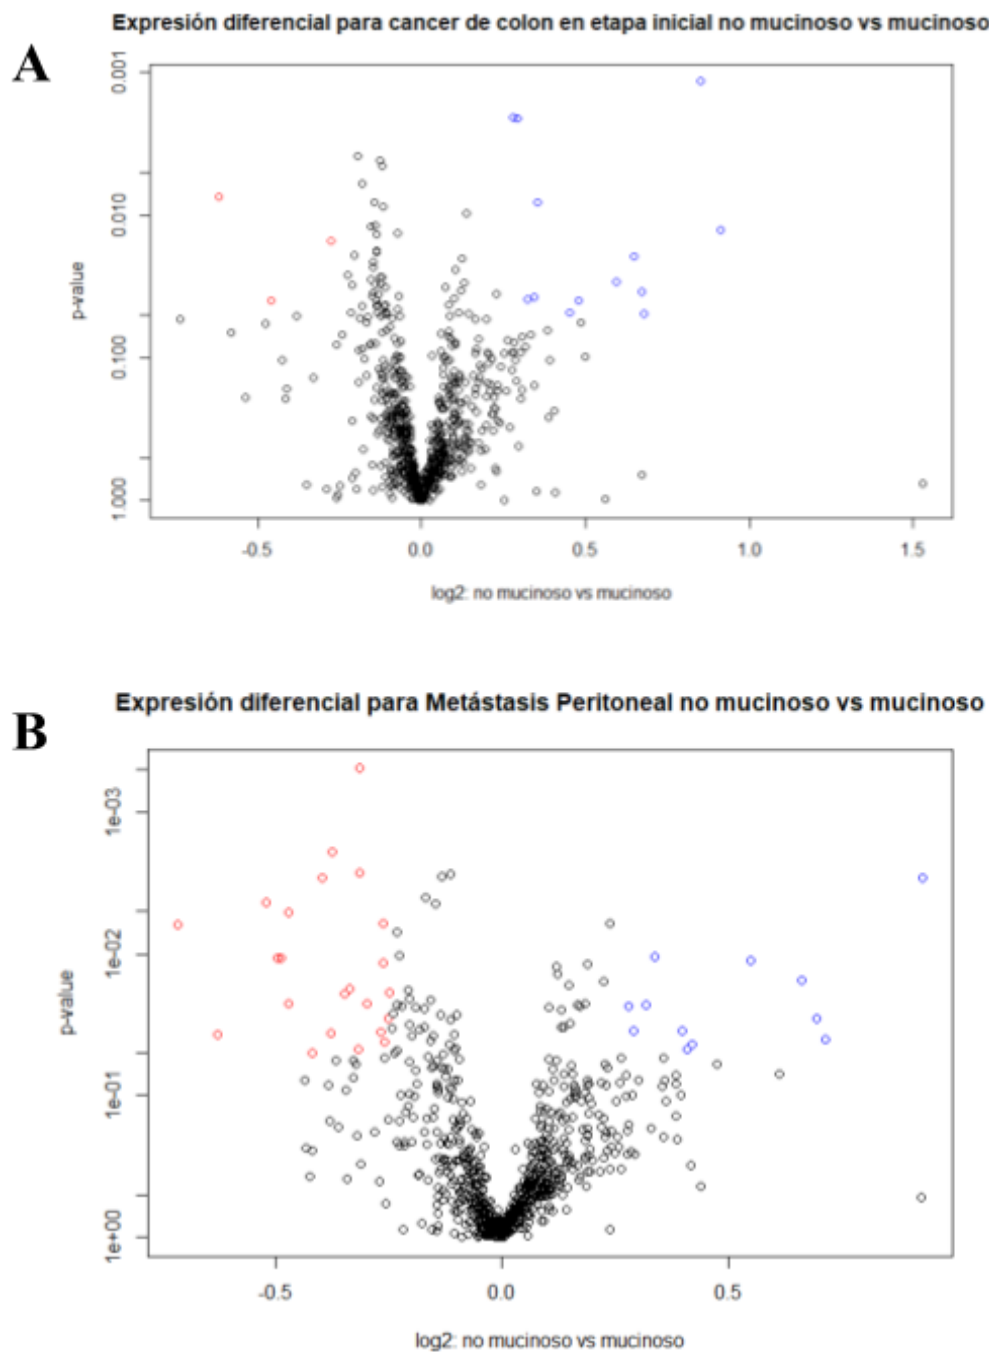 Expresión diferencial para cancer de colon en etapa inicial no mucinoso vs mucinoso
A
0.001
0.010
0.100
1.000
p-value
-0.5 0.0 0.5 1.0 1.5
log2: no mucinoso vs mucinoso
Expresión diferencial para Metástasis Peritoneal no mucinoso vs mucinoso
B
1e-03
1e-02
1e-01
1e+00
p-value
-0.5 0.0 0.5
log2: no mucinoso vs mucinoso